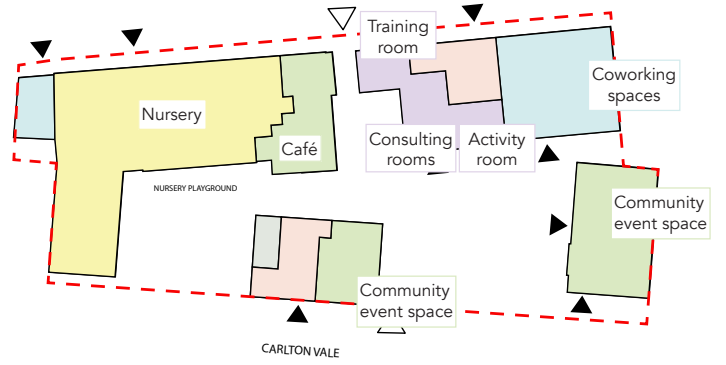 Training
room
Coworking
spaces
Nursery
Café
Consulting
rooms
Activity
room
NURSERY PLAYGROUND
Community
event space
Community
event space
CARLTON VALE